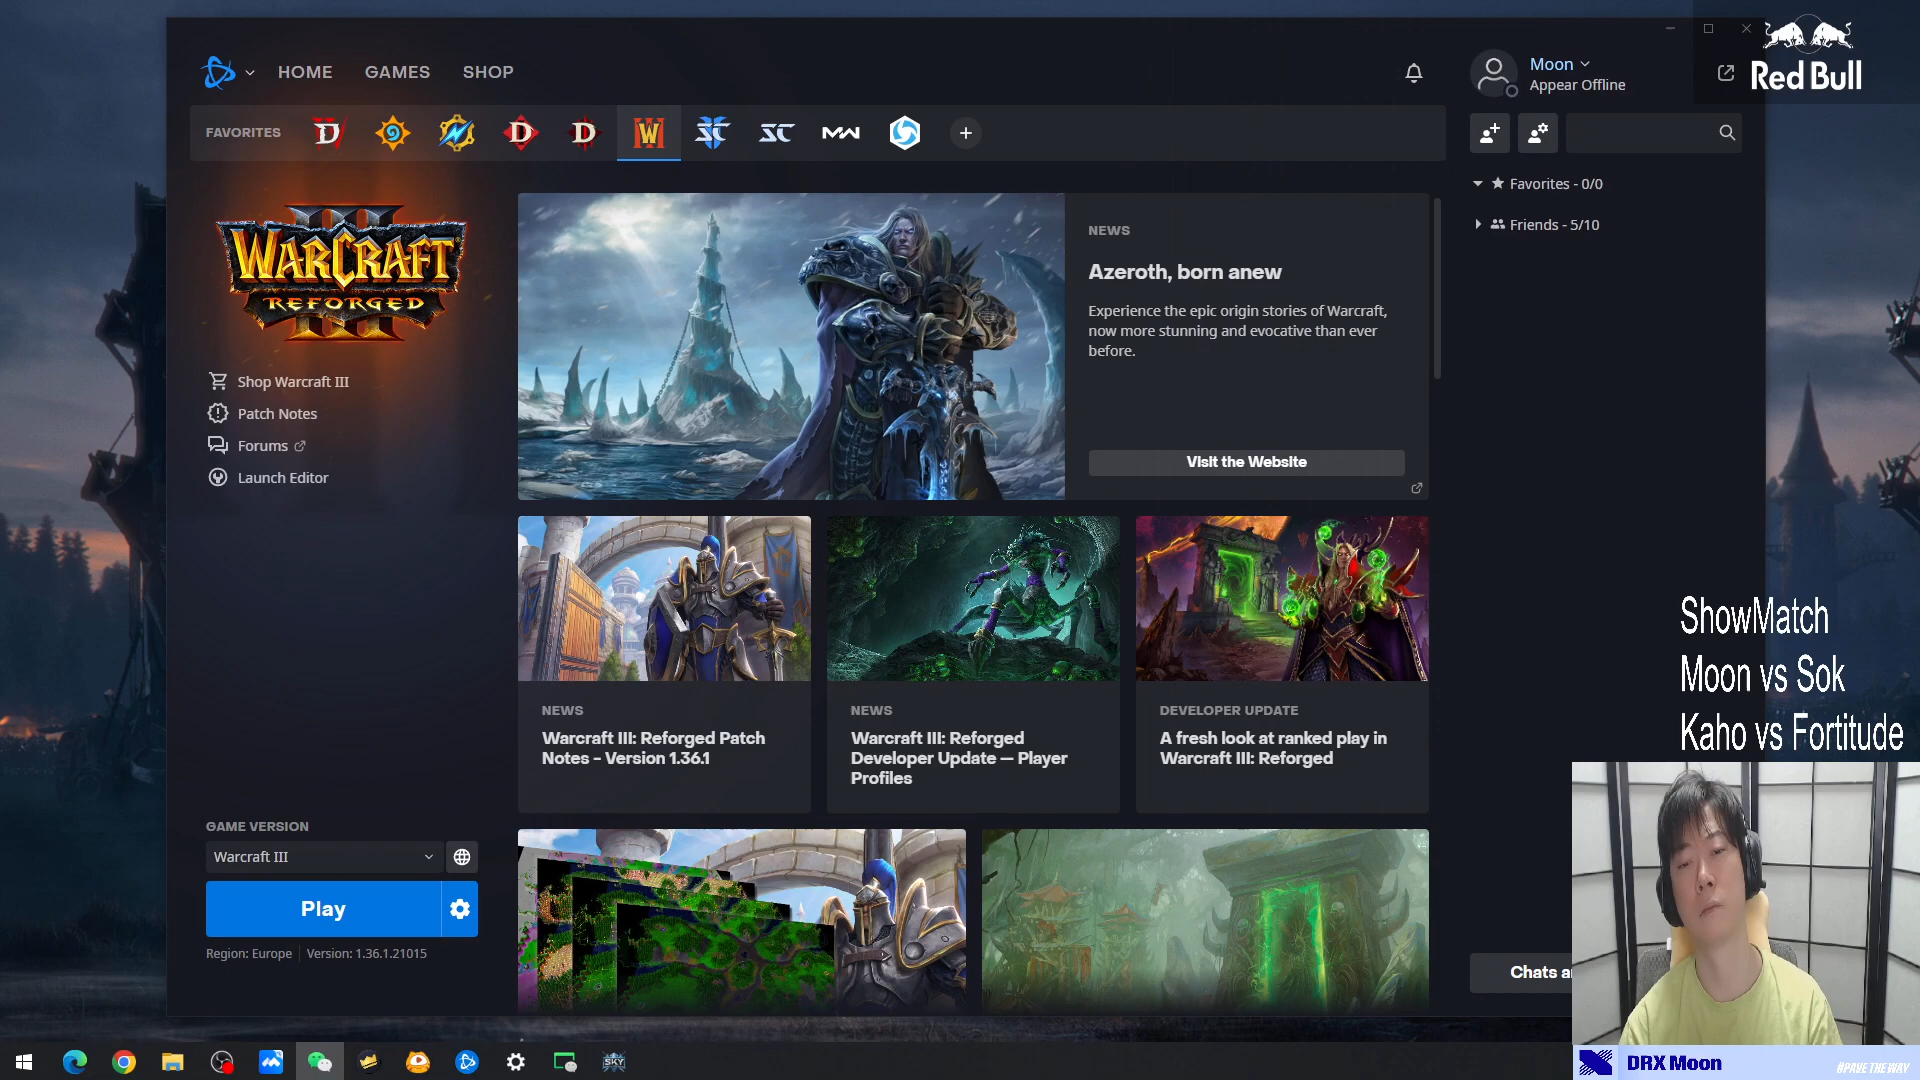 HOME
GAMES
SHOP
Moon
Appear Offline
Red Bull
FAVORITES
Favorites - 0/0
Friends - 5/10
WARCRAFT
REFORGED
Shop Warcraft III
Patch Notes
Forums
Launch Editor
NEWS
Azeroth, born anew
Experience the epic origin stories of Warcraft,
now more stunning and evocative than ever
before.
Visit the Website
NEWS
Warcraft III: Reforged Patch
Notes - Version 1.36.1
NEWS
Warcraft III: Reforged
Developer Update — Player
Profiles
DEVELOPER UPDATE
A fresh look at ranked play in
Warcraft III: Reforged
ShowMatch
Moon vs Sok
Kaho vs Fortitude
GAME VERSION
Warcraft III
Play
Region: Europe
Version: 1.36.1.21015
Chats
SKY
DRX Moon
#PAVE THE WAY